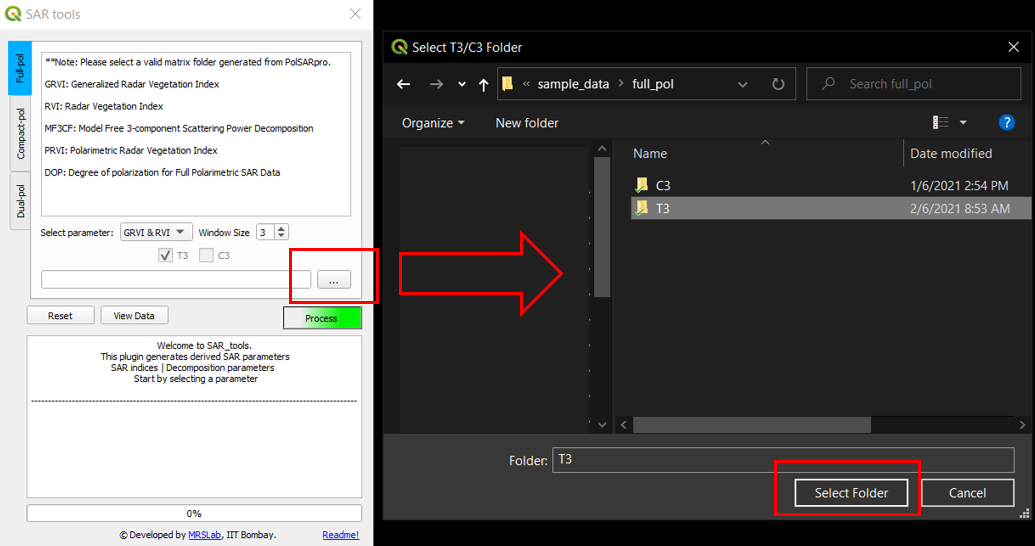 SAR tools
Full-pol
Compact-pol
Dual-pol
**Note: Please select a valid matrix folder generated from PolSARpro.
GRVI: Generalized Radar Vegetation Index
RVI: Radar Vegetation Index
MF3CF: Model Free 3-component Scattering Power Decomposition
PRVI: Polarimetric Radar Vegetation Index
DOP: Degree of polarization for Full Polarimetric SAR Data
Select parameter: GRVI & RVI Window Size 3
T3 C3
...
Reset View Data Process
Welcome to SAR_tools.
This plugin generates derived SAR parameters
SAR indices | Decomposition parameters
Start by selecting a parameter
--------------------------------------------------------------------------------------------
0%
© Developed by MRSLab, IIT Bombay. Readme!
Select T3/C3 Folder
« sample_data › full_pol Search full_pol
Organize New folder ?
Name Date modified
C3 1/6/2021 2:54 PM
T3 2/6/2021 8:53 AM
Folder: T3
Select Folder Cancel